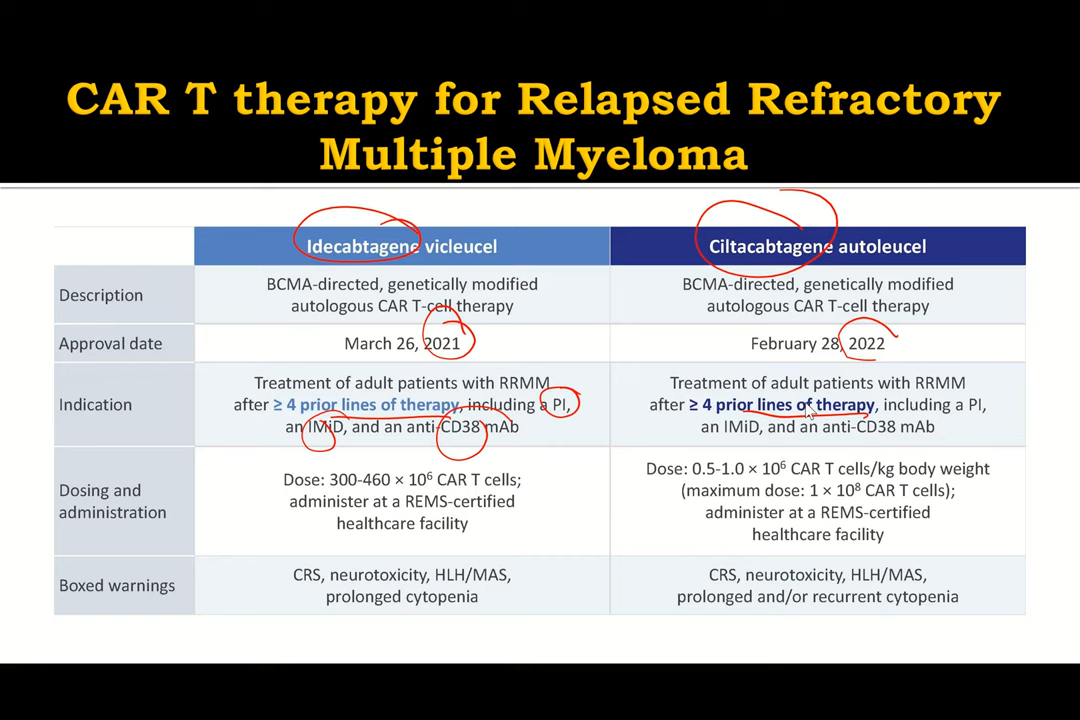 CAR T therapy for Relapsed Refractory
Multiple Myeloma
Idecabtagene vicleucel
Ciltacabtagene autoleucel
Description
BCMA-directed, genetically modified
autologous CAR T-cell therapy
BCMA-directed, genetically modified
autologous CAR T-cell therapy
Approval date
March 26, 2021
February 28, 2022
Indication
Treatment of adult patients with RRMM
after ≥ 4 prior lines of therapy, including a PI,
an IMiD, and an anti-CD38 mAb
Treatment of adult patients with RRMM
after ≥ 4 prior lines of therapy, including a PI,
an IMiD, and an anti-CD38 mAb
Dosing and
administration
Dose: 300-460 × 10⁶ CAR T cells;
administer at a REMS-certified
healthcare facility
Dose: 0.5-1.0 × 10⁶ CAR T cells/kg body weight
(maximum dose: 1 × 10⁸ CAR T cells);
administer at a REMS-certified
healthcare facility
Boxed warnings
CRS, neurotoxicity, HLH/MAS,
prolonged cytopenia
CRS, neurotoxicity, HLH/MAS,
prolonged and/or recurrent cytopenia